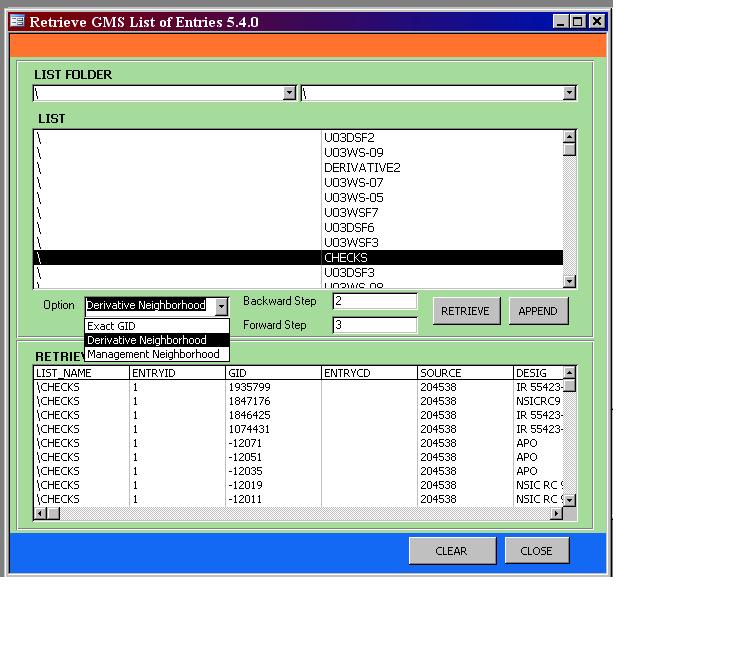 Retrieve GMS List of Entries 5.4.0
LIST FOLDER
\ \
LIST
\ U03DSF2
\ U03WS-09
\ DERIVATIVE2
\ U03WS-07
\ U03WS-05
\ U03WSF7
\ U03DSF6
\ U03WSF3
\ CHECKS
\ U03DSF3
\ U03WS-08
Option Derivative Neighborhood Backward Step 2 RETRIEVE APPEND
Exact GID Forward Step 3
Derivative Neighborhood
Management Neighborhood
RETRIEV
LIST_NAME ENTRYID GID ENTRYCD SOURCE DESIG
\CHECKS 1 1935799 204538 IR 55423-
\CHECKS 1 1847176 204538 NSICRC9
\CHECKS 1 1846425 204538 IR 55423-
\CHECKS 1 1074431 204538 IR 55423-
\CHECKS 1 -12071 204538 APO
\CHECKS 1 -12051 204538 APO
\CHECKS 1 -12035 204538 APO
\CHECKS 1 -12019 204538 NSIC RC 9
\CHECKS 1 -12011 204538 NSIC RC 9
CLEAR CLOSE